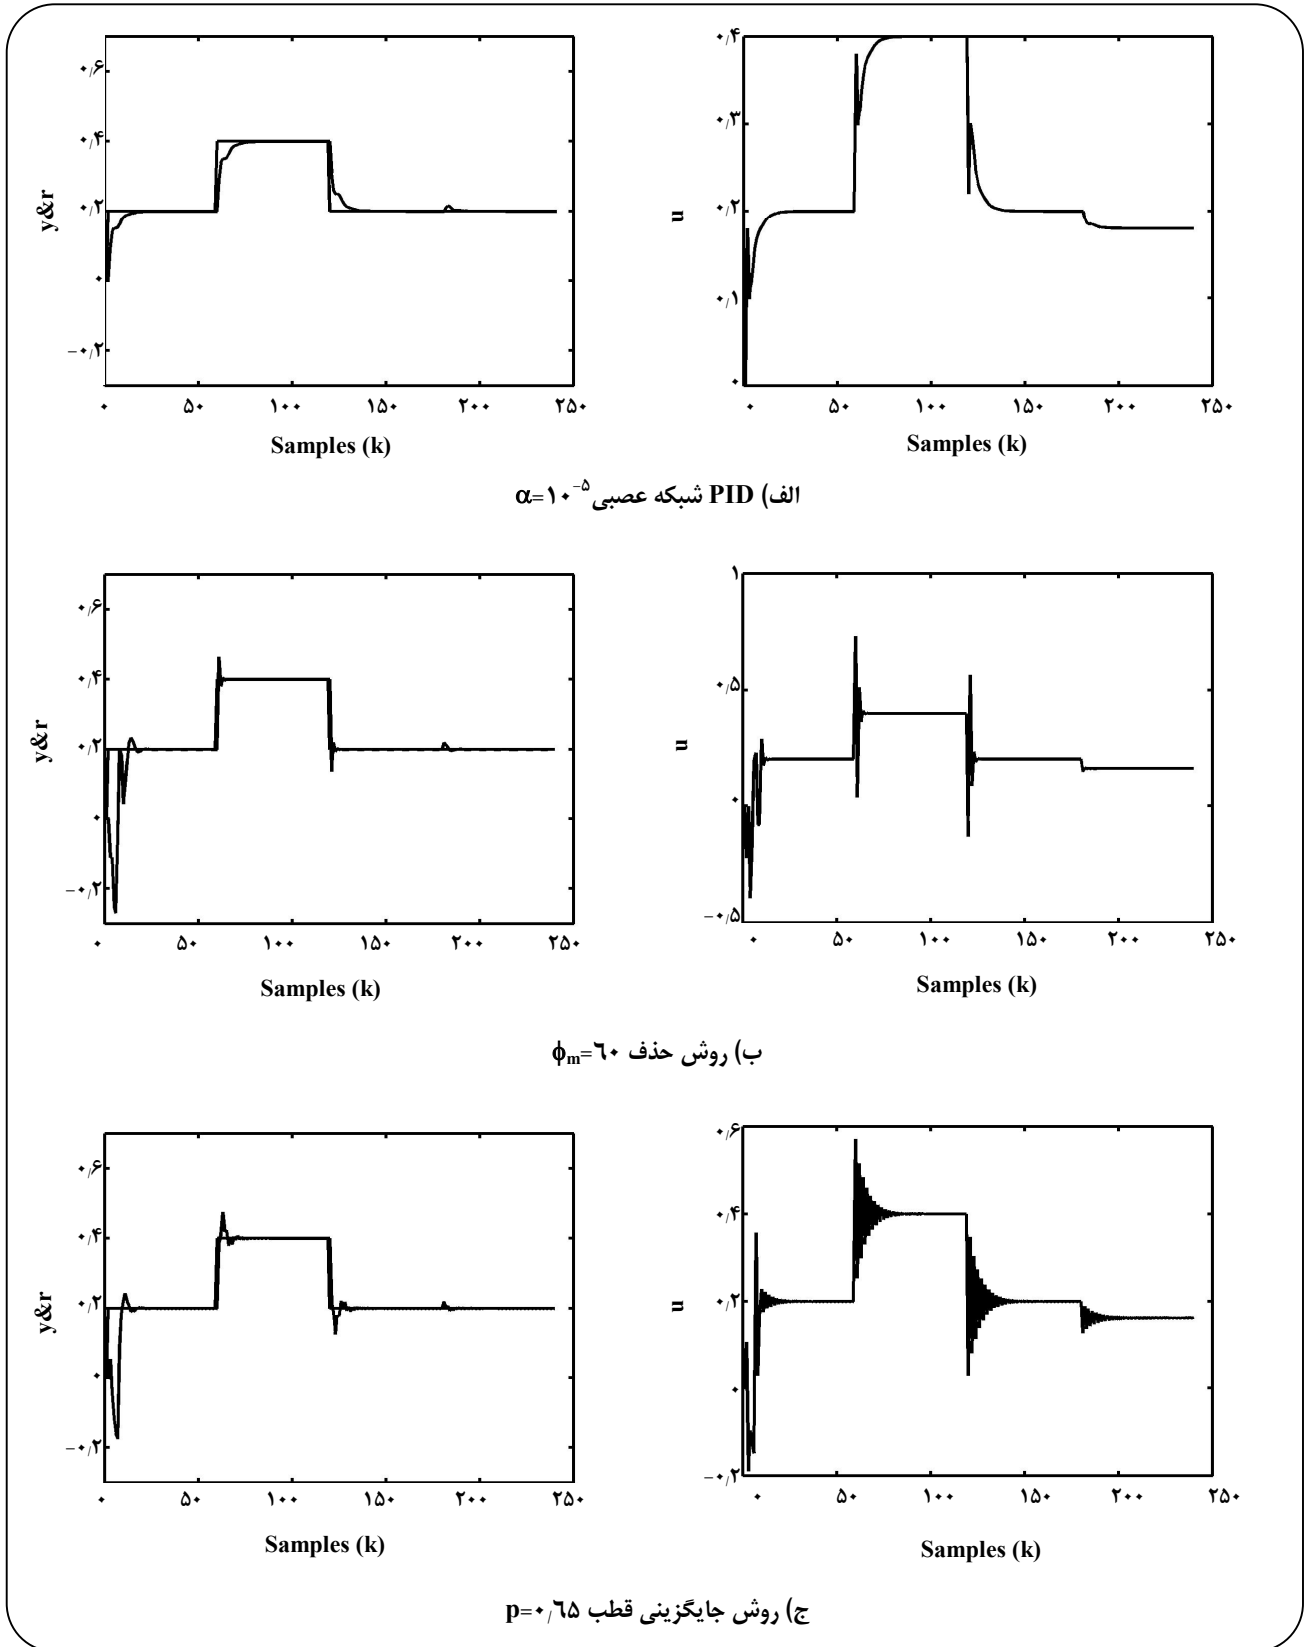 y&r
۰/۶
۰/۴
۰/۲
۰
−۰/۲
۰ ۵۰ ۱۰۰ ۱۵۰ ۲۰۰ ۲۵۰
Samples (k)
u
۰/۴
۰/۳
۰/۲
۰/۱
۰
۰ ۵۰ ۱۰۰ ۱۵۰ ۲۰۰ ۲۵۰
Samples (k)
الف) PID شبکه عصبی α=۱۰⁻⁵
y&r
۰/۶
۰/۴
۰/۲
۰
−۰/۲
۰ ۵۰ ۱۰۰ ۱۵۰ ۲۰۰ ۲۵۰
Samples (k)
u
۱
۰/۵
۰
−۰/۵
۰ ۵۰ ۱۰۰ ۱۵۰ ۲۰۰ ۲۵۰
Samples (k)
ب) روش حذف ϕm=٦٠
y&r
۰/۶
۰/۴
۰/۲
۰
−۰/۲
۰ ۵۰ ۱۰۰ ۱۵۰ ۲۰۰ ۲۵۰
Samples (k)
u
۰/۶
۰/۴
۰/۲
۰
−۰/۲
۰ ۵۰ ۱۰۰ ۱۵۰ ۲۰۰ ۲۵۰
Samples (k)
ج) روش جایگزینی قطب p=۰/٦۵